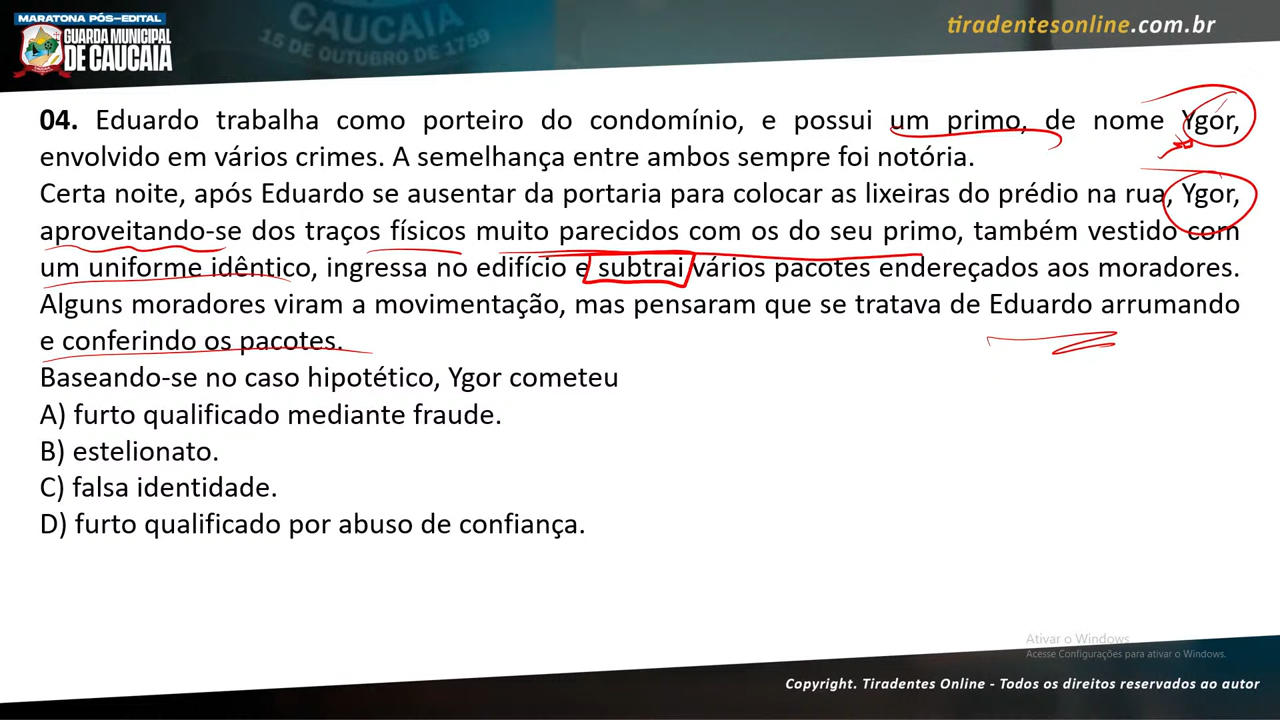 MARATONA PÓS-EDITAL
GUARDA MUNICIPAL
DE CAUCAIA
CAUCAIA
15 DE OUTUBRO DE 1759
tiradentesonline.com.br
04. Eduardo trabalha como porteiro do condomínio, e possui um primo, de nome Ygor,
envolvido em vários crimes. A semelhança entre ambos sempre foi notória.
Certa noite, após Eduardo se ausentar da portaria para colocar as lixeiras do prédio na rua, Ygor,
aproveitando-se dos traços físicos muito parecidos com os do seu primo, também vestido com
um uniforme idêntico, ingressa no edifício e subtrai vários pacotes endereçados aos moradores.
Alguns moradores viram a movimentação, mas pensaram que se tratava de Eduardo arrumando
e conferindo os pacotes.
Baseando-se no caso hipotético, Ygor cometeu
A) furto qualificado mediante fraude.
B) estelionato.
C) falsa identidade.
D) furto qualificado por abuso de confiança.
Ativar o Windows
Acesse Configurações para ativar o Windows.
Copyright. Tiradentes Online - Todos os direitos reservados ao autor